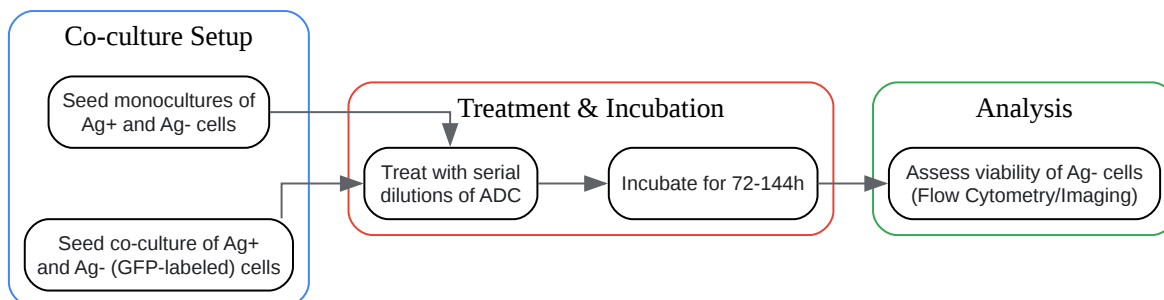 Co-culture Setup
Seed monocultures of
Ag+ and Ag- cells
Seed co-culture of Ag+
and Ag- (GFP-labeled) cells
Treatment & Incubation
Treat with serial
dilutions of ADC
Incubate for 72-144h
Analysis
Assess viability of Ag- cells
(Flow Cytometry/Imaging)